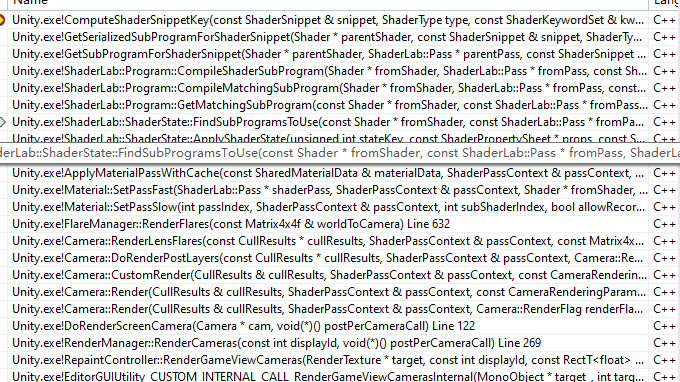 Name
Lang
Unity.exe!ComputeShaderSnippetKey(const ShaderSnippet & snippet, ShaderType type, const ShaderKeywordSet & kw... C++
Unity.exe!GetSerializedSubProgramForShaderSnippet(Shader * parentShader, const ShaderSnippet & snippet, ShaderTy... C++
Unity.exe!GetSubProgramForShaderSnippet(Shader * parentShader, ShaderLab::Pass * parentPass, const ShaderSnippet ... C++
Unity.exe!ShaderLab::Program::CompileShaderSubProgram(Shader * fromShader, ShaderLab::Pass * fromPass, const Sh... C++
Unity.exe!ShaderLab::Program::CompileMatchingSubProgram(Shader * fromShader, ShaderLab::Pass * fromPass, const... C++
Unity.exe!ShaderLab::Program::GetMatchingSubProgram(const Shader * fromShader, const ShaderLab::Pass * fromPass... C++
Unity.exe!ShaderLab::ShaderState::FindSubProgramsToUse(const Shader * fromShader, const ShaderLab::Pass * fromPa... C++
Unity.exe!ShaderLab::ShaderState::ApplyShaderState(unsigned int stateKey, const ShaderPropertySheet * props, const S... C++
derLab::ShaderState::FindSubProgramsToUse(const Shader * fromShader, const ShaderLab::Pass * fromPass, ShaderLa
Unity.exe!ApplyMaterialPassWithCache(const SharedMaterialData & materialData, ShaderPassContext & passContext, ... C++
Unity.exe!Material::SetPassFast(ShaderLab::Pass * shaderPass, ShaderPassContext & passContext, Shader * fromShader, ... C++
Unity.exe!Material::SetPassSlow(int passIndex, ShaderPassContext & passContext, int subShaderIndex, bool allowRecor... C++
Unity.exe!FlareManager::RenderFlares(const Matrix4x4f & worldToCamera) Line 632 C++
Unity.exe!Camera::RenderLensFlares(const CullResults * cullResults, ShaderPassContext & passContext, const Matrix4x... C++
Unity.exe!Camera::DoRenderPostLayers(const CullResults * cullResults, ShaderPassContext & passContext, Camera::Re... C++
Unity.exe!Camera::CustomRender(CullResults & cullResults, ShaderPassContext & passContext, const CameraRenderin... C++
Unity.exe!Camera::Render(CullResults & cullResults, ShaderPassContext & passContext, const CameraRenderingParam... C++
Unity.exe!Camera::Render(CullResults & cullResults, ShaderPassContext & passContext, Camera::RenderFlag renderFla... C++
Unity.exe!DoRenderScreenCamera(Camera * cam, void(*)() postPerCameraCall) Line 122 C++
Unity.exe!RenderManager::RenderCameras(const int displayId, void(*)() postPerCameraCall) Line 269 C++
Unity.exe!RepaintController::RenderGameViewCameras(RenderTexture * target, const int displayId, const RectT<float> ... C++
Unity.exe!EditorGUIUtility_CUSTOM_INTERNAL_CALL_RenderGameViewCamerasInternal(MonoObject * target_, int targ... C++